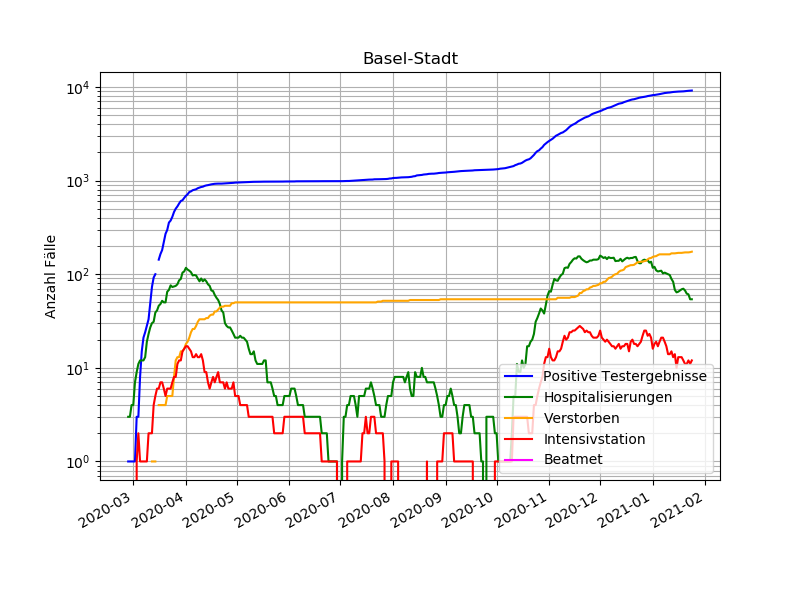 Basel-Stadt
Anzahl Fälle
10⁴
10³
10²
10¹
10⁰
Positive Testergebnisse
Hospitalisierungen
Verstorben
Intensivstation
Beatmet
2020-03
2020-04
2020-05
2020-06
2020-07
2020-08
2020-09
2020-10
2020-11
2020-12
2021-01
2021-02